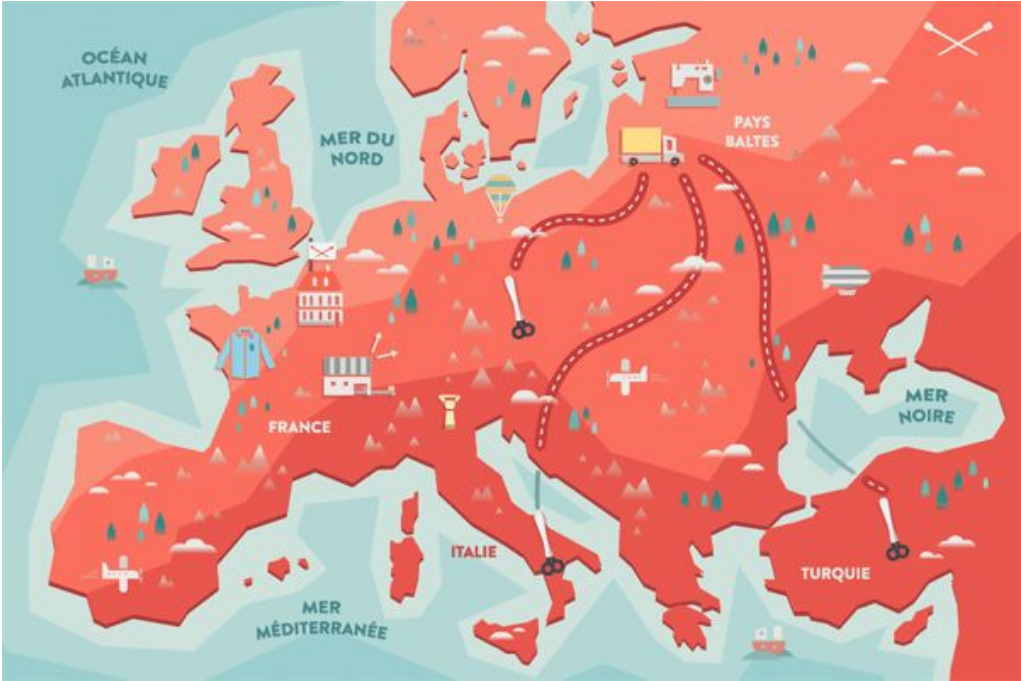 OCÉAN
ATLANTIQUE
MER DU
NORD
PAYS
BALTES
MER
NOIRE
FRANCE
ITALIE
TURQUIE
MER
MÉDITERRANÉE